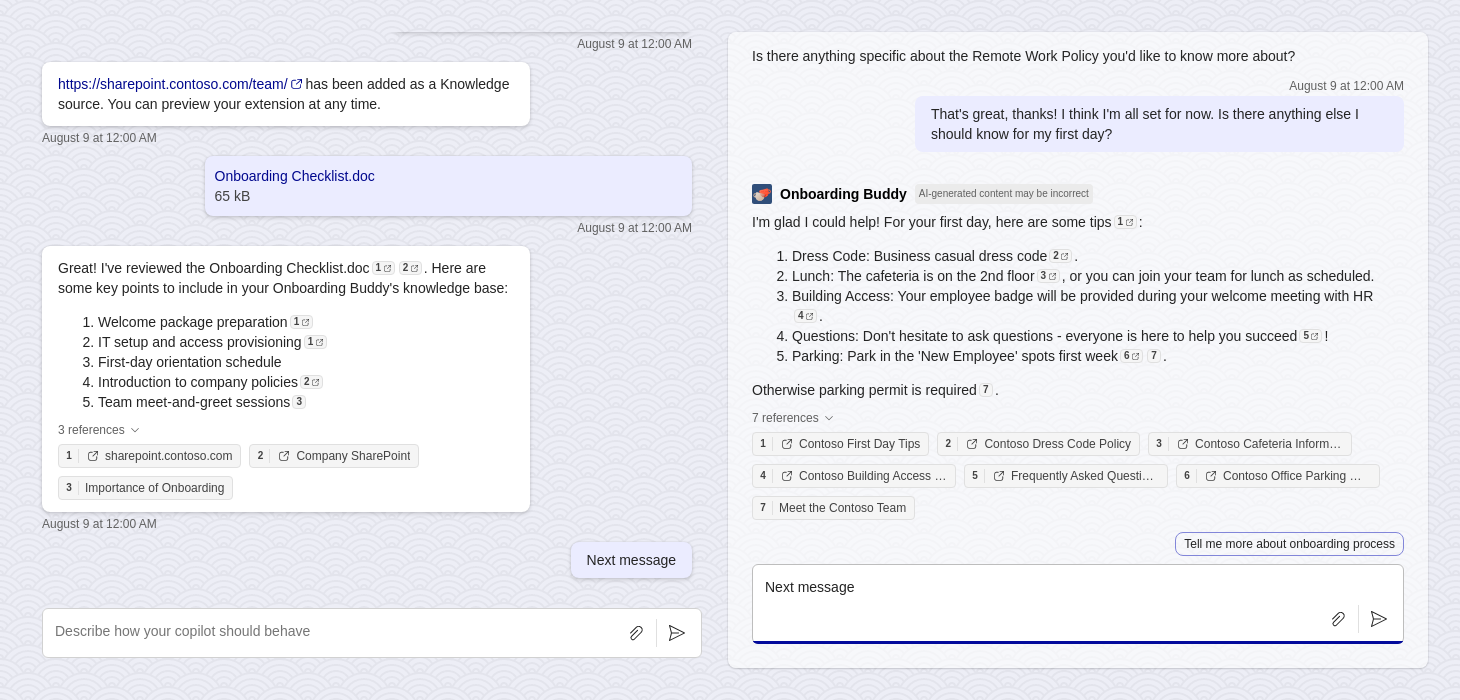 August 9 at 12:00 AM
https://sharepoint.contoso.com/team/ has been added as a Knowledge
source. You can preview your extension at any time.
August 9 at 12:00 AM
Onboarding Checklist.doc
65 kB
August 9 at 12:00 AM
Great! I've reviewed the Onboarding Checklist.doc 1 2 . Here are
some key points to include in your Onboarding Buddy's knowledge base:
1. Welcome package preparation 1
2. IT setup and access provisioning 1
3. First-day orientation schedule
4. Introduction to company policies 2
5. Team meet-and-greet sessions 3
3 references
1 sharepoint.contoso.com 2 Company SharePoint
3 Importance of Onboarding
August 9 at 12:00 AM
Next message
Describe how your copilot should behave
Is there anything specific about the Remote Work Policy you'd like to know more about?
August 9 at 12:00 AM
That's great, thanks! I think I'm all set for now. Is there anything else I
should know for my first day?
Onboarding Buddy AI-generated content may be incorrect
I'm glad I could help! For your first day, here are some tips 1 :
1. Dress Code: Business casual dress code 2 .
2. Lunch: The cafeteria is on the 2nd floor 3 , or you can join your team for lunch as scheduled.
3. Building Access: Your employee badge will be provided during your welcome meeting with HR
4 .
4. Questions: Don't hesitate to ask questions - everyone is here to help you succeed 5 !
5. Parking: Park in the 'New Employee' spots first week 6 7 .
Otherwise parking permit is required 7 .
7 references
1 Contoso First Day Tips 2 Contoso Dress Code Policy 3 Contoso Cafeteria Inform…
4 Contoso Building Access … 5 Frequently Asked Questi… 6 Contoso Office Parking …
7 Meet the Contoso Team
Tell me more about onboarding process
Next message